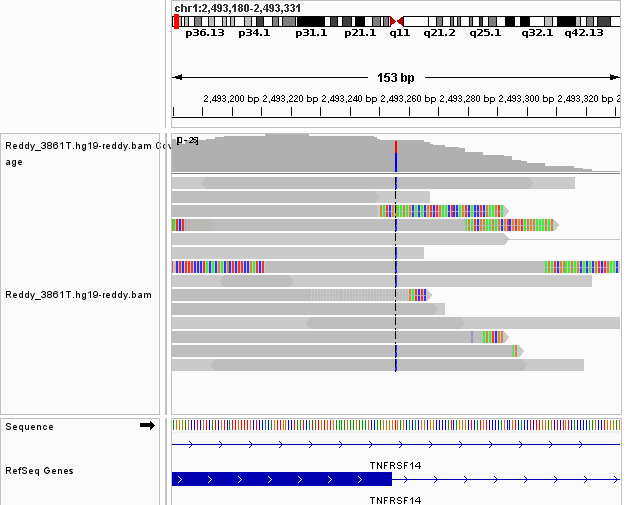 chr1:2,493,180-2,493,331
p36.13 p34.1 p31.1 p21.1 q11 q21.2 q25.1 q32.1 q42.13
153 bp
2,493,200 bp 2,493,220 bp 2,493,240 bp 2,493,260 bp 2,493,280 bp 2,493,300 bp 2,493,320 bp
Reddy_3861T.hg19-reddy.bam Cov
age
Reddy_3861T.hg19-reddy.bam
Sequence
RefSeq Genes
TNFRSF14
TNFRSF14